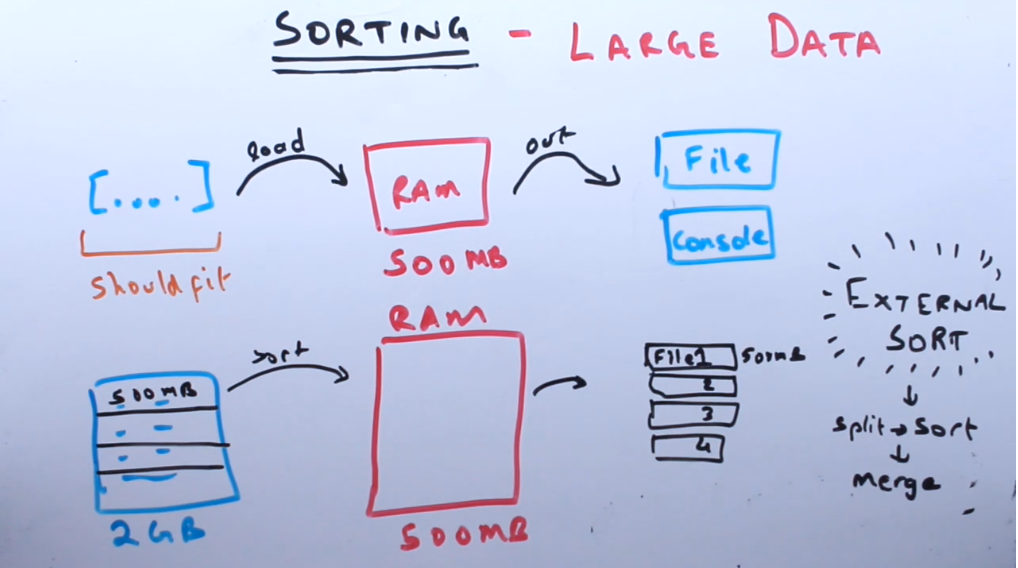 SORTING - LARGE DATA
load
out
[....]
RAM
File
Console
should fit
500MB
EXTERNAL
SORT
RAM
sort
500MB
File1
500MB
2
3
4
split → sort
merge
2GB
500MB